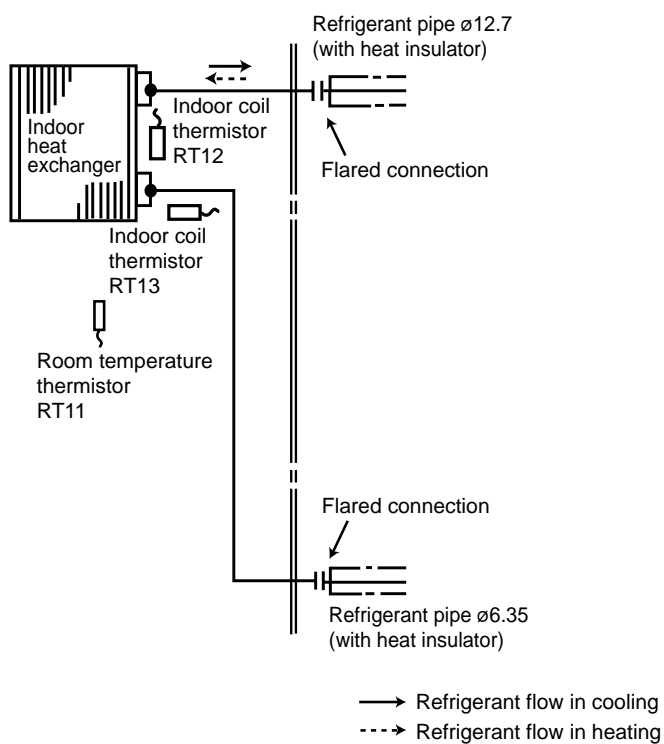 Refrigerant pipe ø12.7
(with heat insulator)
Indoor
heat
exchanger
Indoor coil
thermistor
RT12
Flared connection
Indoor coil
thermistor
RT13
Room temperature
thermistor
RT11
Flared connection
Refrigerant pipe ø6.35
(with heat insulator)
Refrigerant flow in cooling
Refrigerant flow in heating